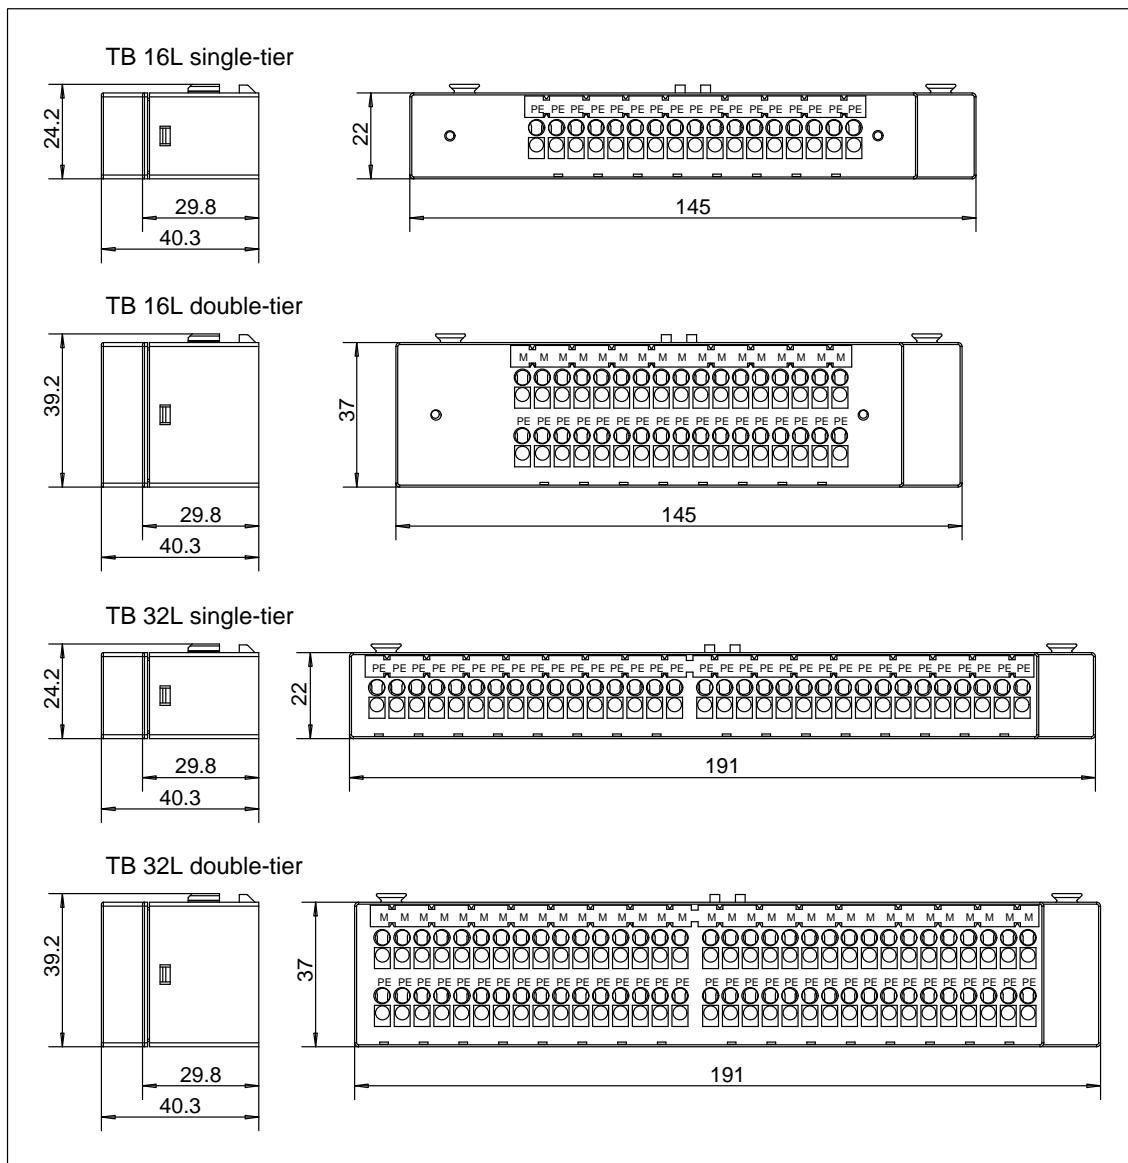 TB 16L single-tier
24.2
29.8
40.3
22
PE PE PE PE PE PE PE PE PE PE PE PE PE PE PE PE PE
145
TB 16L double-tier
39.2
29.8
40.3
37
M M M M M M M M M M M M M M M M M
PE PE PE PE PE PE PE PE PE PE PE PE PE PE PE PE PE
145
TB 32L single-tier
24.2
29.8
40.3
22
PE PE PE PE PE PE PE PE PE PE PE PE PE PE PE PE PE PE PE PE PE PE PE PE PE PE PE PE PE PE PE PE PE
191
TB 32L double-tier
39.2
29.8
40.3
37
M M M M M M M M M M M M M M M M M M M M M M M M M M M M M M M M M
PE PE PE PE PE PE PE PE PE PE PE PE PE PE PE PE PE PE PE PE PE PE PE PE PE PE PE PE PE PE PE PE PE
191